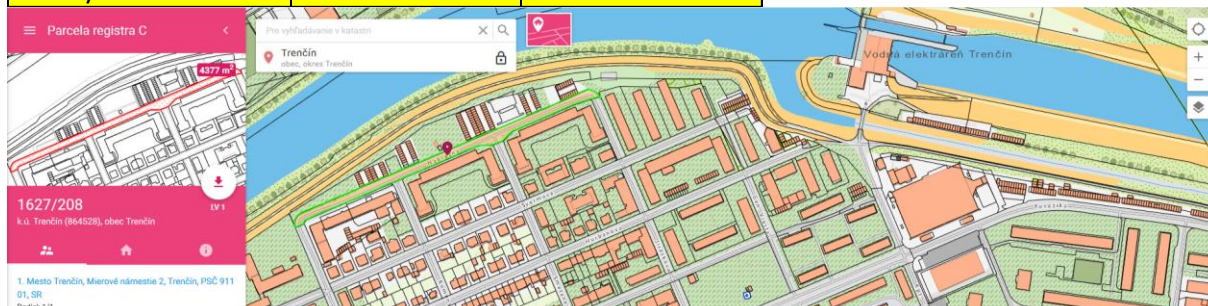 Parcela registra C
4377 m²
1627/208
LV 1
k.ú. Trenčín (864528), obec Trenčín
1. Mesto Trenčín, Mierové námestie 2, Trenčín, PSČ 911
01, SR
Pre vyhľadávanie v katastri
Trenčín
obec, okres Trenčín
Vodná elektráreň Trenčín